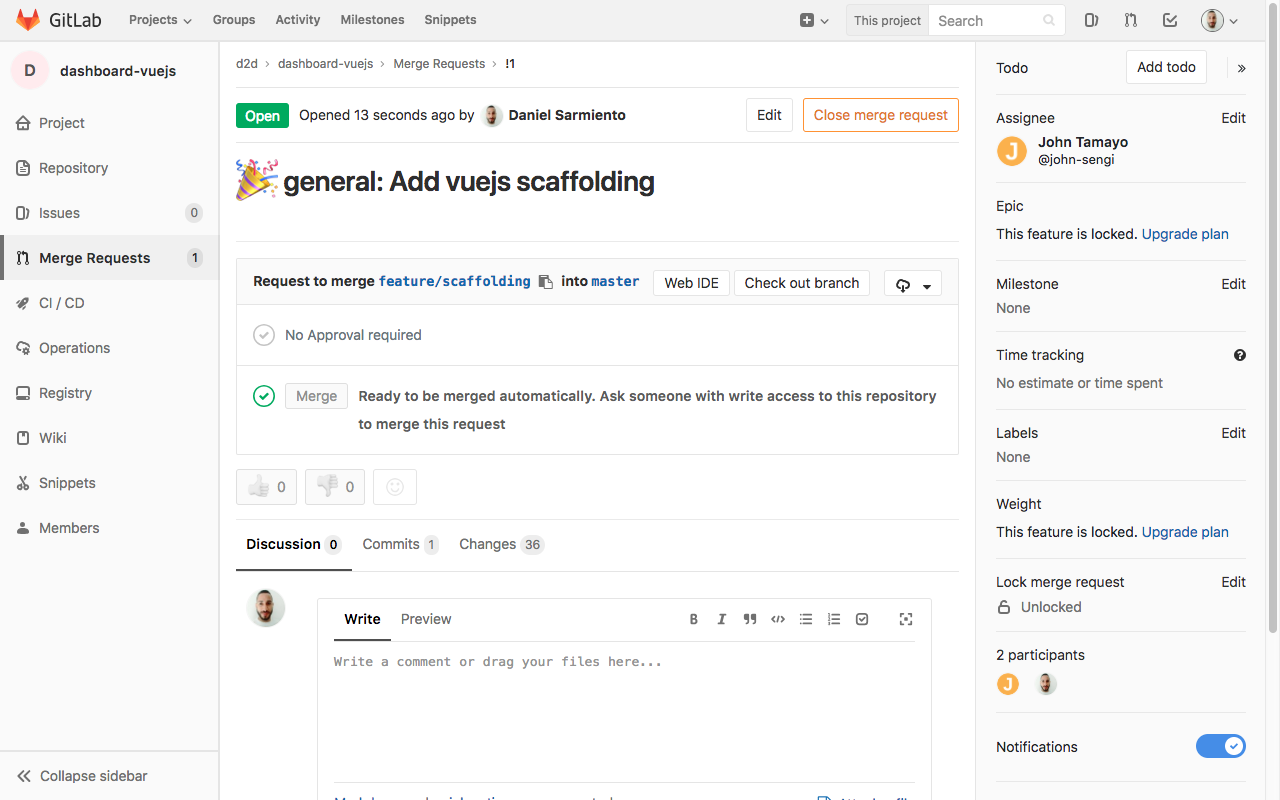 GitLab Projects Groups Activity Milestones Snippets This project Search
D dashboard-vuejs
Project
Repository
Issues 0
Merge Requests 1
CI / CD
Operations
Registry
Wiki
Snippets
Members
Collapse sidebar
d2d › dashboard-vuejs › Merge Requests › !1
Open Opened 13 seconds ago by Daniel Sarmiento Edit Close merge request
general: Add vuejs scaffolding
Request to merge feature/scaffolding into master Web IDE Check out branch
No Approval required
Merge Ready to be merged automatically. Ask someone with write access to this repository
to merge this request
0 0
Discussion 0 Commits 1 Changes 36
Write Preview
Write a comment or drag your files here...
Todo Add todo »
Assignee Edit
J John Tamayo
@john-sengi
Epic
This feature is locked. Upgrade plan
Milestone Edit
None
Time tracking ?
No estimate or time spent
Labels Edit
None
Weight
This feature is locked. Upgrade plan
Lock merge request Edit
Unlocked
2 participants
J
Notifications